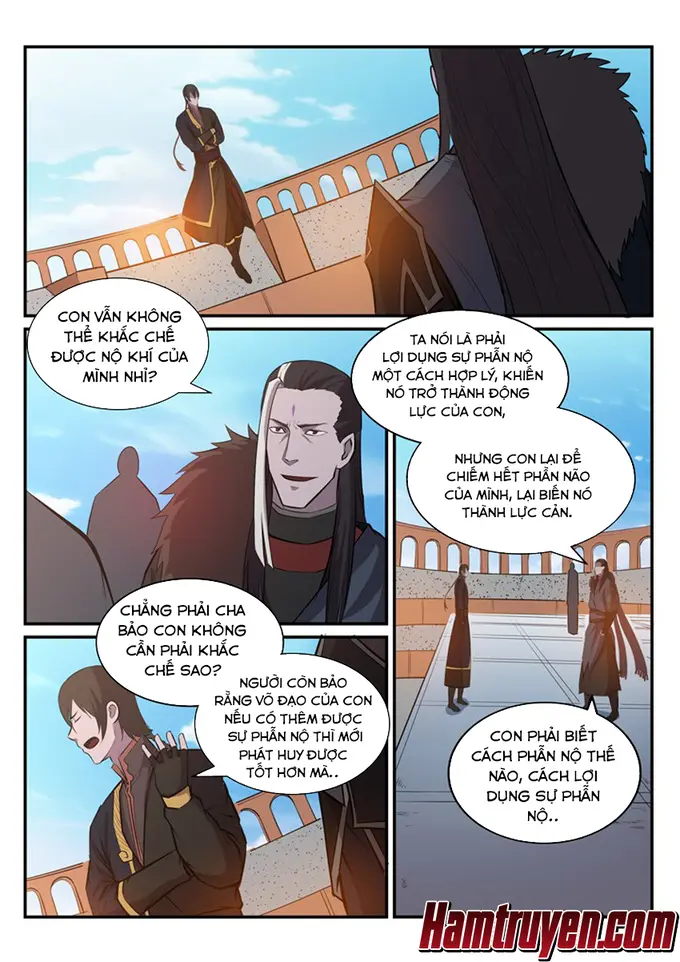 CON VẪN KHÔNG
THỂ KHẮC CHẾ
ĐƯỢC NỘ KHÍ CỦA
MÌNH NHỈ?
CHẲNG PHẢI CHA
BẢO CON KHÔNG
CẦN PHẢI KHẮC
CHẾ SAO?
NGƯỜI CÒN BẢO
RẰNG VÕ ĐẠO CỦA CON
NẾU CÓ THÊM ĐƯỢC
SỰ PHẪN NỘ THÌ MỚI
PHÁT HUY ĐƯỢC
TỐT HƠN MÀ..
TA NÓI LÀ PHẢI
LỢI DỤNG SỰ PHẪN NỘ
MỘT CÁCH HỢP LÝ, KHIẾN
NÓ TRỞ THÀNH ĐỘNG
LỰC CỦA CON,
NHƯNG CON LẠI ĐỂ
CHIẾM HẾT PHẦN NÃO
CỦA MÌNH, LẠI BIẾN NÓ
THÀNH LỰC CẢN.
CON PHẢI BIẾT
CÁCH PHẪN NỘ THẾ
NÀO, CÁCH LỢI
DỤNG SỰ PHẪN
NỘ..
Hamtruyen.com